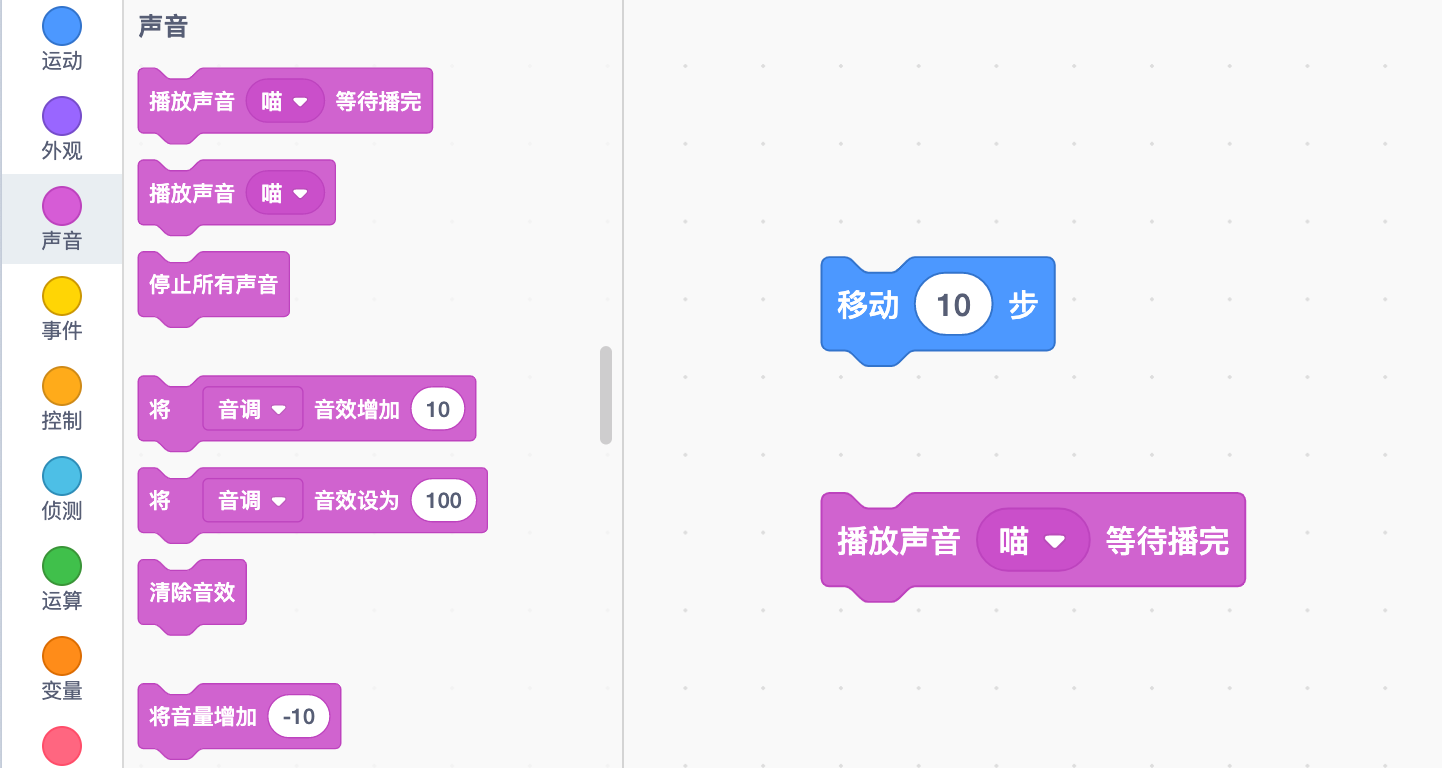 运动
外观
声音
事件
控制
侦测
运算
变量
声音
播放声音 喵 等待播完
播放声音 喵
停止所有声音
将 音调 音效增加 10
将 音调 音效设为 100
清除音效
将音量增加 -10
移动 10 步
播放声音 喵 等待播完